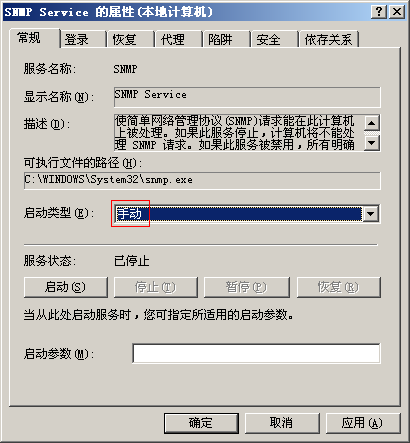 SNMP Service 的属性(本地计算机)
常规 登录 恢复 代理 陷阱 安全 依存关系
服务名称: SNMP
显示名称(N): SNMP Service
描述(D): 使简单网络管理协议(SNMP)请求能在此计算机
上被处理。如果此服务停止，计算机将不能处
理 SNMP 请求。如果此服务被禁用，所有明确
可执行文件的路径(H):
C:\WINDOWS\System32\snmp.exe
启动类型(E): 手动
服务状态: 已停止
启动(S) 停止(T) 暂停(P) 恢复(R)
当从此处启动服务时，您可指定所适用的启动参数。
启动参数(M):
确定 取消 应用(A)